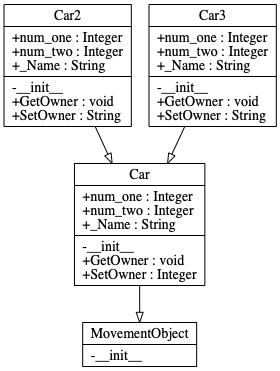 Car2
+num_one : Integer
+num_two : Integer
+_Name : String
-__init__
+GetOwner : void
+SetOwner : String
Car3
+num_one : Integer
+num_two : Integer
+_Name : String
-__init__
+GetOwner : void
+SetOwner : String
Car
+num_one : Integer
+num_two : Integer
+_Name : String
-__init__
+GetOwner : void
+SetOwner : Integer
MovementObject
-__init__